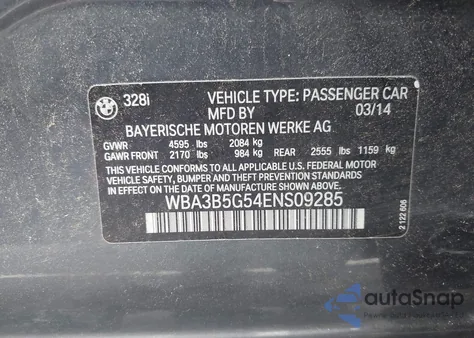 328i VEHICLE TYPE: PASSENGER CAR
MFD BY 03/14
BAYERISCHE MOTOREN WERKE AG
GVWR 4595 lbs 2084 kg
GAWR FRONT 2170 lbs 984 kg REAR 2555 lbs 1159 kg
THIS VEHICLE CONFORMS TO ALL APPLICABLE U.S. FEDERAL MOTOR
VEHICLE SAFETY, BUMPER AND THEFT PREVENTION STANDARDS
IN EFFECT ON THE DATE OF MANUFACTURE SHOWN ABOVE.
WBA3B5G54ENS09285
2 122 606
autoSnap